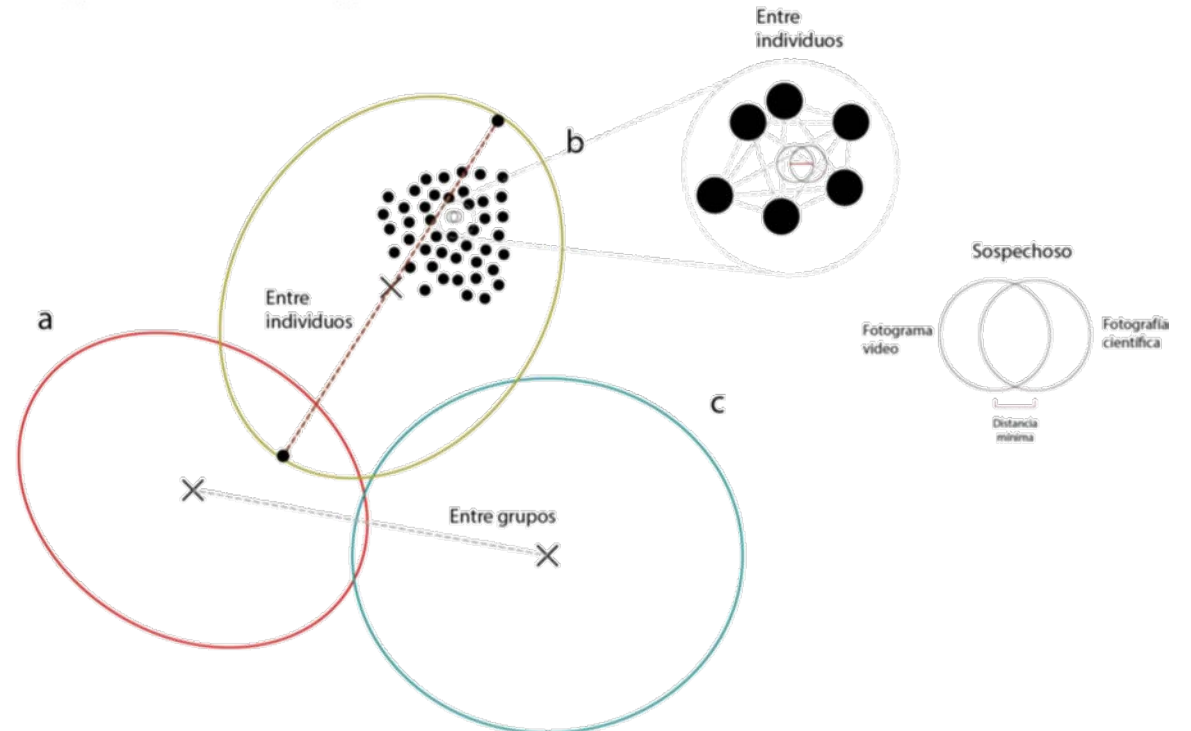 Entre
individuos
b
Sospechoso
Fotograma
video
Fotografía
científica
Distancia
mínima
Entre
individuos
a
c
Entre grupos